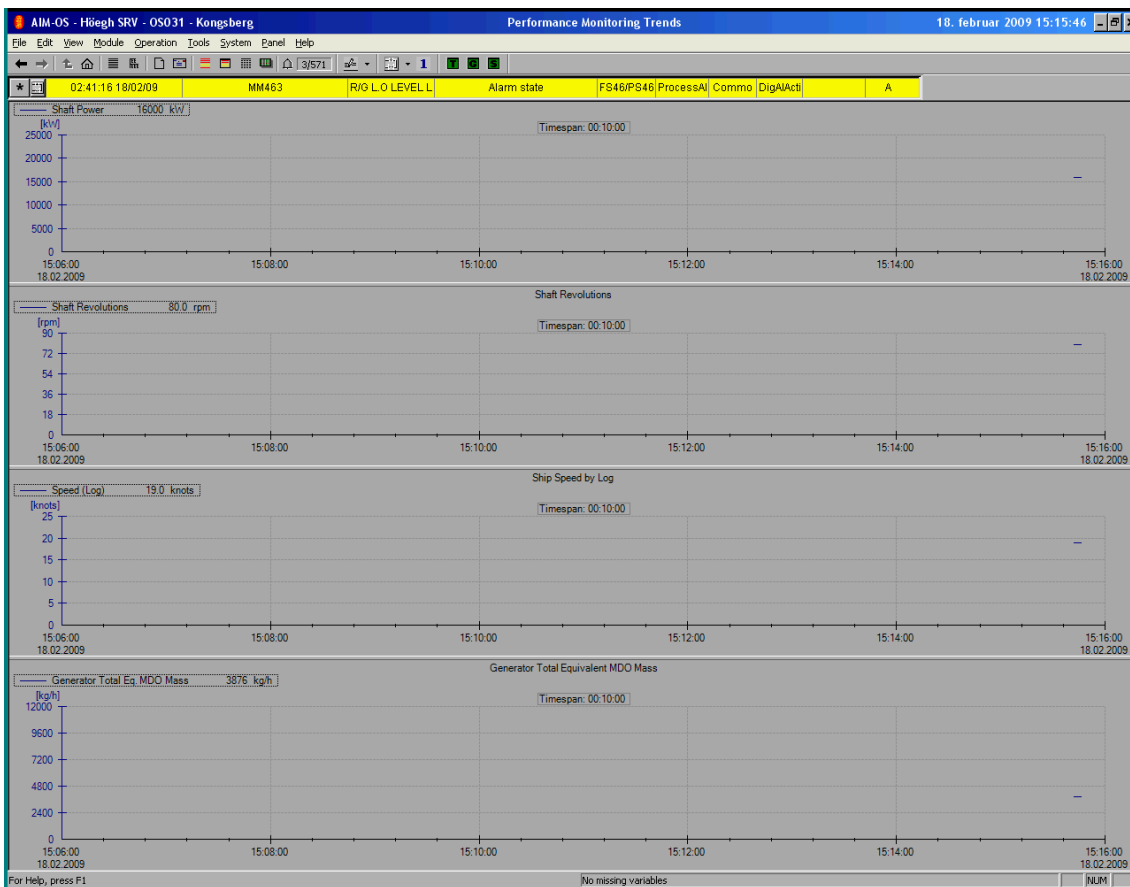 AIM-OS - Höegh SRV - OS031 - Kongsberg Performance Monitoring Trends 18. februar 2009 15:15:46
File Edit View Module Operation Tools System Panel Help
3/571 1 T G S
* 02:41:16 18/02/09 MM463 R/G L.O LEVEL L Alarm state FS46/PS46 ProcessAl Commo DigAlActi A
Shaft Power 16000 kW
[kW]
Timespan: 00:10:00
25000
20000
15000
10000
5000
0
15:06:00 15:08:00 15:10:00 15:12:00 15:14:00 15:16:00
18.02.2009 18.02.2009
Shaft Revolutions
Shaft Revolutions 80.0 rpm
[rpm]
Timespan: 00:10:00
90
72
54
36
18
0
15:06:00 15:08:00 15:10:00 15:12:00 15:14:00 15:16:00
18.02.2009 18.02.2009
Ship Speed by Log
Speed (Log) 19.0 knots
[knots]
Timespan: 00:10:00
25
20
15
10
5
0
15:06:00 15:08:00 15:10:00 15:12:00 15:14:00 15:16:00
18.02.2009 18.02.2009
Generator Total Equivalent MDO Mass
Generator Total Eq. MDO Mass 3876 kg/h
[kg/h]
Timespan: 00:10:00
12000
9600
7200
4800
2400
0
15:06:00 15:08:00 15:10:00 15:12:00 15:14:00 15:16:00
18.02.2009 18.02.2009
For Help, press F1 No missing variables NUM